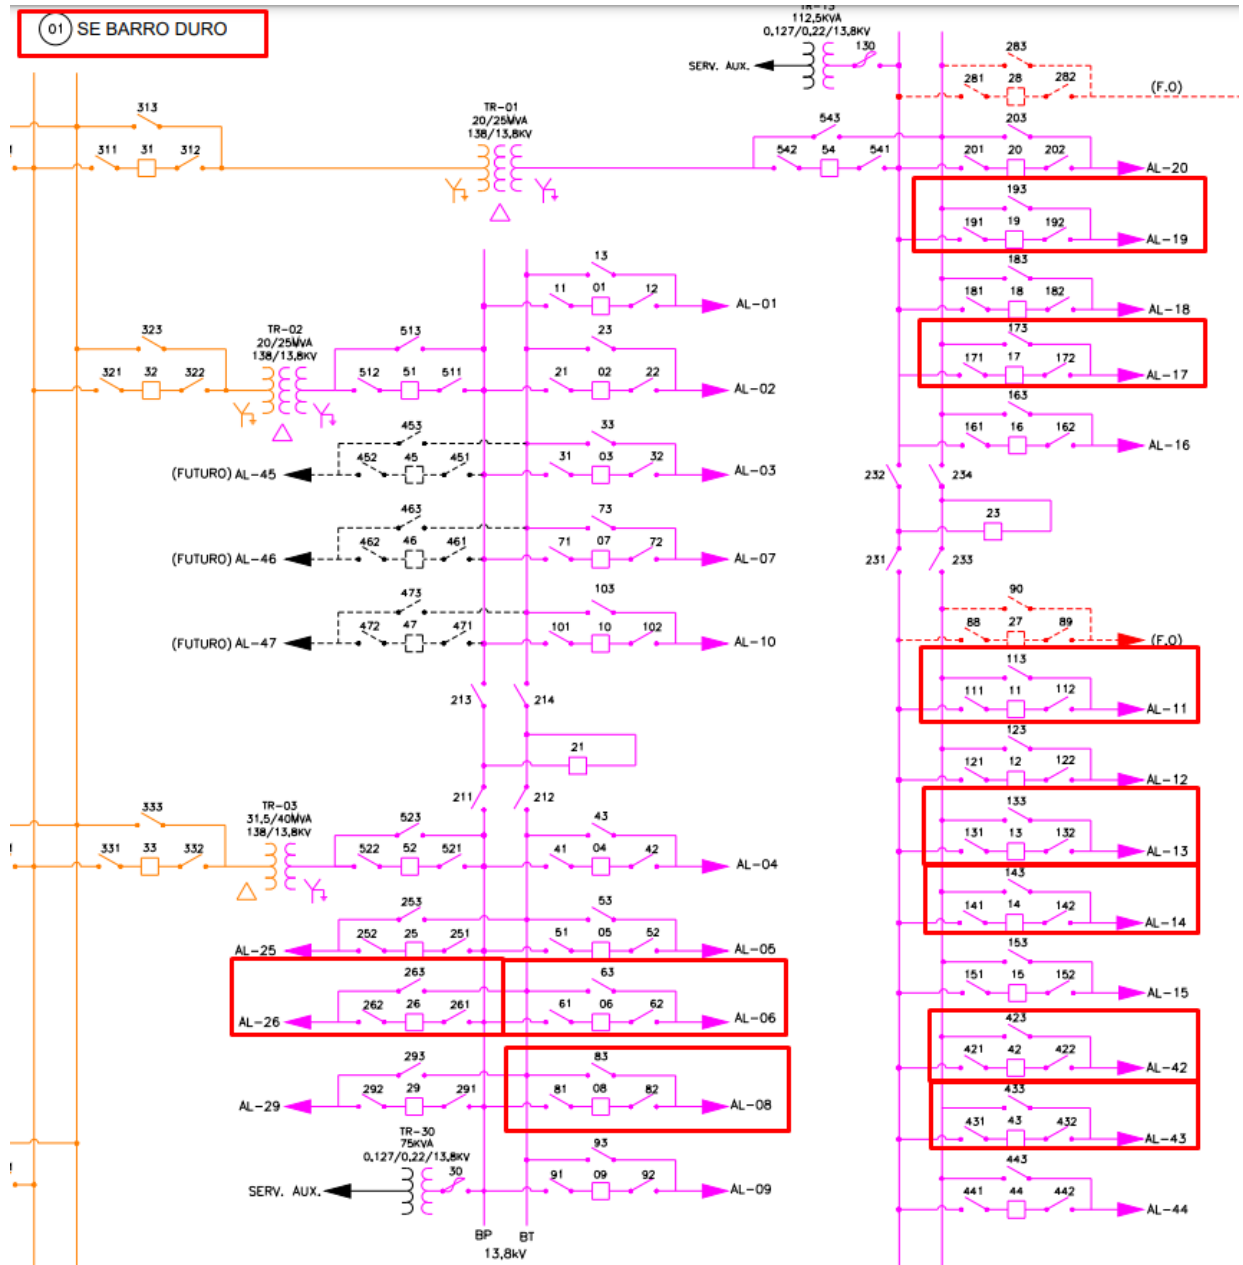 01 SE BARRO DURO
TR-13
112,5KVA
0,127/0,22/13,8KV
SERV. AUX.
130
283
281 28 282
(F.O)
313
311 31 312
TR-01
20/25MVA
138/13,8KV
543
542 54 541
203
201 20 202
AL-20
193
191 19 192
AL-19
183
181 18 182
AL-18
13
11 01 12
AL-01
323
321 32 322
TR-02
20/25MVA
138/13,8KV
513
512 51 511
23
21 02 22
AL-02
173
171 17 172
AL-17
163
161 16 162
AL-16
453
(FUTURO) AL-45
452 45 451
33
31 03 32
AL-03
232 234
23
463
(FUTURO) AL-46
462 46 461
73
71 07 72
AL-07
231 233
473
(FUTURO) AL-47
472 47 471
103
101 10 102
AL-10
90
88 27 89
(F.O)
113
111 11 112
AL-11
213 214
21
211 212
123
121 12 122
AL-12
333
331 33 332
TR-03
31,5/40MVA
138/13,8KV
523
522 52 521
43
41 04 42
AL-04
133
131 13 132
AL-13
143
141 14 142
AL-14
253
AL-25
252 25 251
53
51 05 52
AL-05
153
151 15 152
AL-15
263
AL-26
262 26 261
63
61 06 62
AL-06
423
421 42 422
AL-42
293
AL-29
292 29 291
83
81 08 82
AL-08
433
431 43 432
AL-43
TR-30
75KVA
0,127/0,22/13,8KV
SERV. AUX.
30
93
91 09 92
AL-09
443
441 44 442
AL-44
BP BT
13,8kV